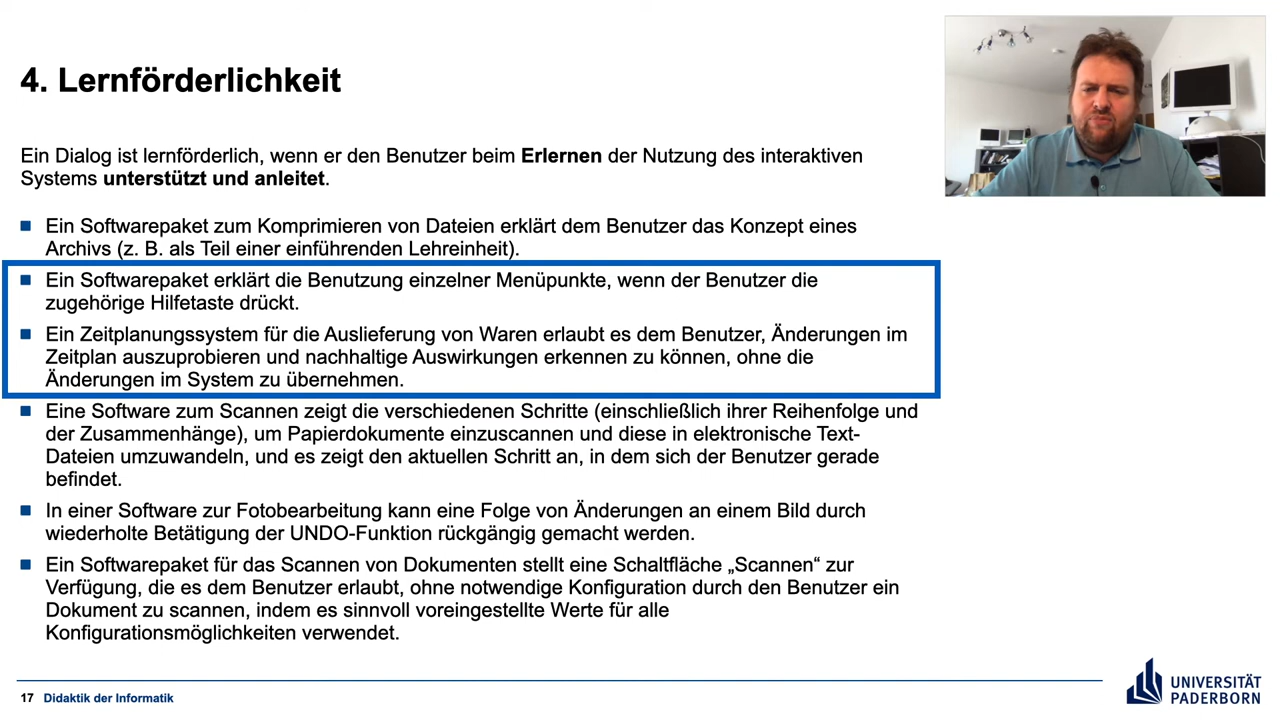 4. Lernförderlichkeit
Ein Dialog ist lernförderlich, wenn er den Benutzer beim Erlernen der Nutzung des interaktiven
Systems unterstützt und anleitet.
Ein Softwarepaket zum Komprimieren von Dateien erklärt dem Benutzer das Konzept eines
Archivs (z. B. als Teil einer einführenden Lehreinheit).
Ein Softwarepaket erklärt die Benutzung einzelner Menüpunkte, wenn der Benutzer die
zugehörige Hilfetaste drückt.
Ein Zeitplanungssystem für die Auslieferung von Waren erlaubt es dem Benutzer, Änderungen im
Zeitplan auszuprobieren und nachhaltige Auswirkungen erkennen zu können, ohne die
Änderungen im System zu übernehmen.
Eine Software zum Scannen zeigt die verschiedenen Schritte (einschließlich ihrer Reihenfolge und
der Zusammenhänge), um Papierdokumente einzuscannen und diese in elektronische Text-
Dateien umzuwandeln, und es zeigt den aktuellen Schritt an, in dem sich der Benutzer gerade
befindet.
In einer Software zur Fotobearbeitung kann eine Folge von Änderungen an einem Bild durch
wiederholte Betätigung der UNDO-Funktion rückgängig gemacht werden.
Ein Softwarepaket für das Scannen von Dokumenten stellt eine Schaltfläche „Scannen“ zur
Verfügung, die es dem Benutzer erlaubt, ohne notwendige Konfiguration durch den Benutzer ein
Dokument zu scannen, indem es sinnvoll voreingestellte Werte für alle
Konfigurationsmöglichkeiten verwendet.
17 Didaktik der Informatik
UNIVERSITÄT
PADERBORN